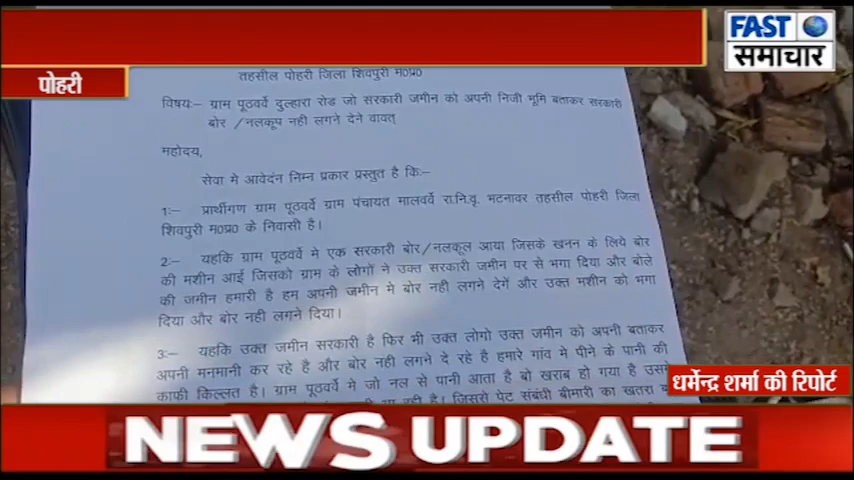 FAST
समाचार
पोहरी
तहसील पोहरी जिला शिवपुरी म0प्र0
विषय:- ग्राम पूठवर्वे दुल्हारा रोड जो सरकारी जमीन को अपनी निजी भूमि बताकर सरकारी
बोर /नलकूप नही लगने देने वावत्
महोदय,
सेवा मे आवेदंन निम्न प्रकार प्रस्तुत है कि:-
1:- प्रार्थीगण ग्राम पूठवर्वे ग्राम पंचायत मालवर्वे रा.नि.वृ. भटनावर तहसील पोहरी जिला
शिवपुरी म0प्र0 के निवासी है।
2:- यहकि ग्राम पूठवर्वे मे एक सरकारी बोर/नलकूल आया जिसके खनन के लिये बोर
की मशीन आई जिसको ग्राम के लोगों ने उक्त सरकारी जमीन पर से भगा दिया और बोले
की जमीन हमारी है हम अपनी जमीन मे बोर नही लगने देगें और उक्त मशीन को भगा
दिया और बोर नही लगने दिया।
3:- यहकि उक्त जमीन सरकारी है फिर भी उक्त लोगो उक्त जमीन को अपनी बताकर
अपनी मनमानी कर रहे है और बोर नही लगने दे रहे है हमारे गांव मे पीने के पानी की
काफी किल्लत है। ग्राम पूठवर्वे मे जो नल से पानी आता है बो खराब हो गया है उसमे
रही है। जिससे पेट संबंधी बीमारी का खतरा
धर्मेन्द्र शर्मा की रिपोर्ट
NEWS UPDATE